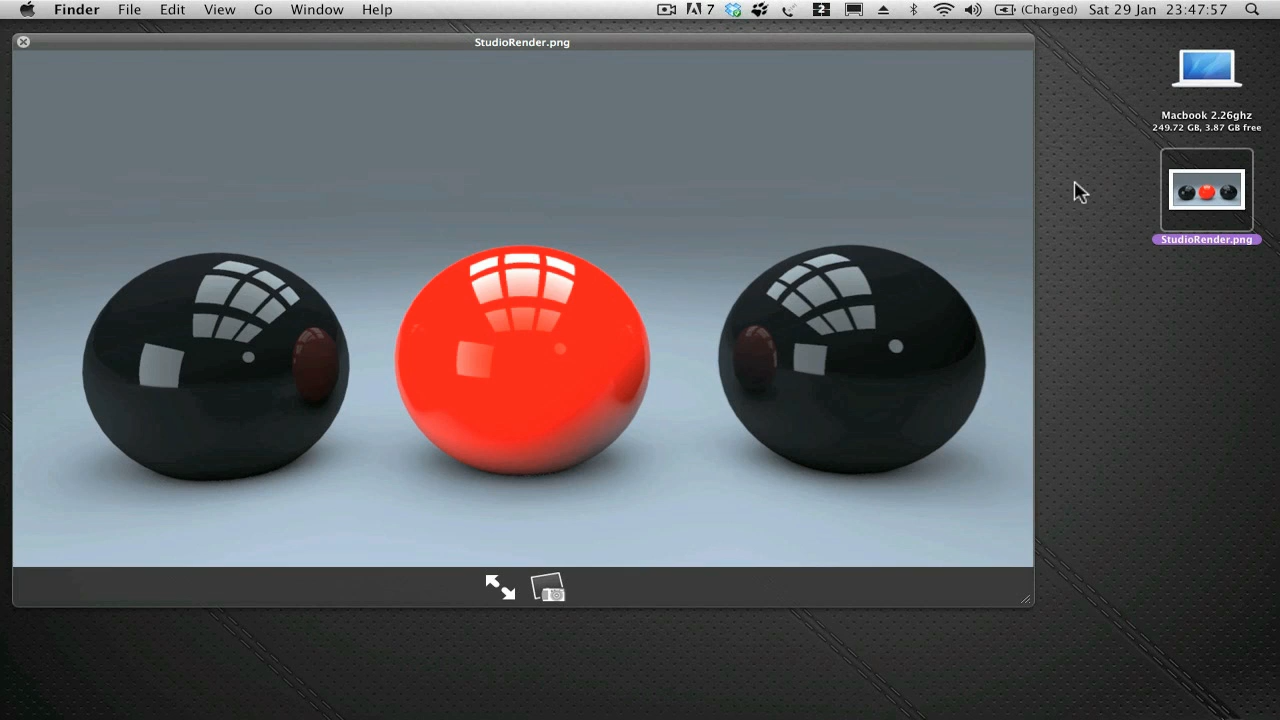 Finder File Edit View Go Window Help 7 (Charged) Sat 29 Jan 23:47:57
StudioRender.png
Macbook 2.26ghz
249.72 GB, 3.87 GB free
StudioRender.png